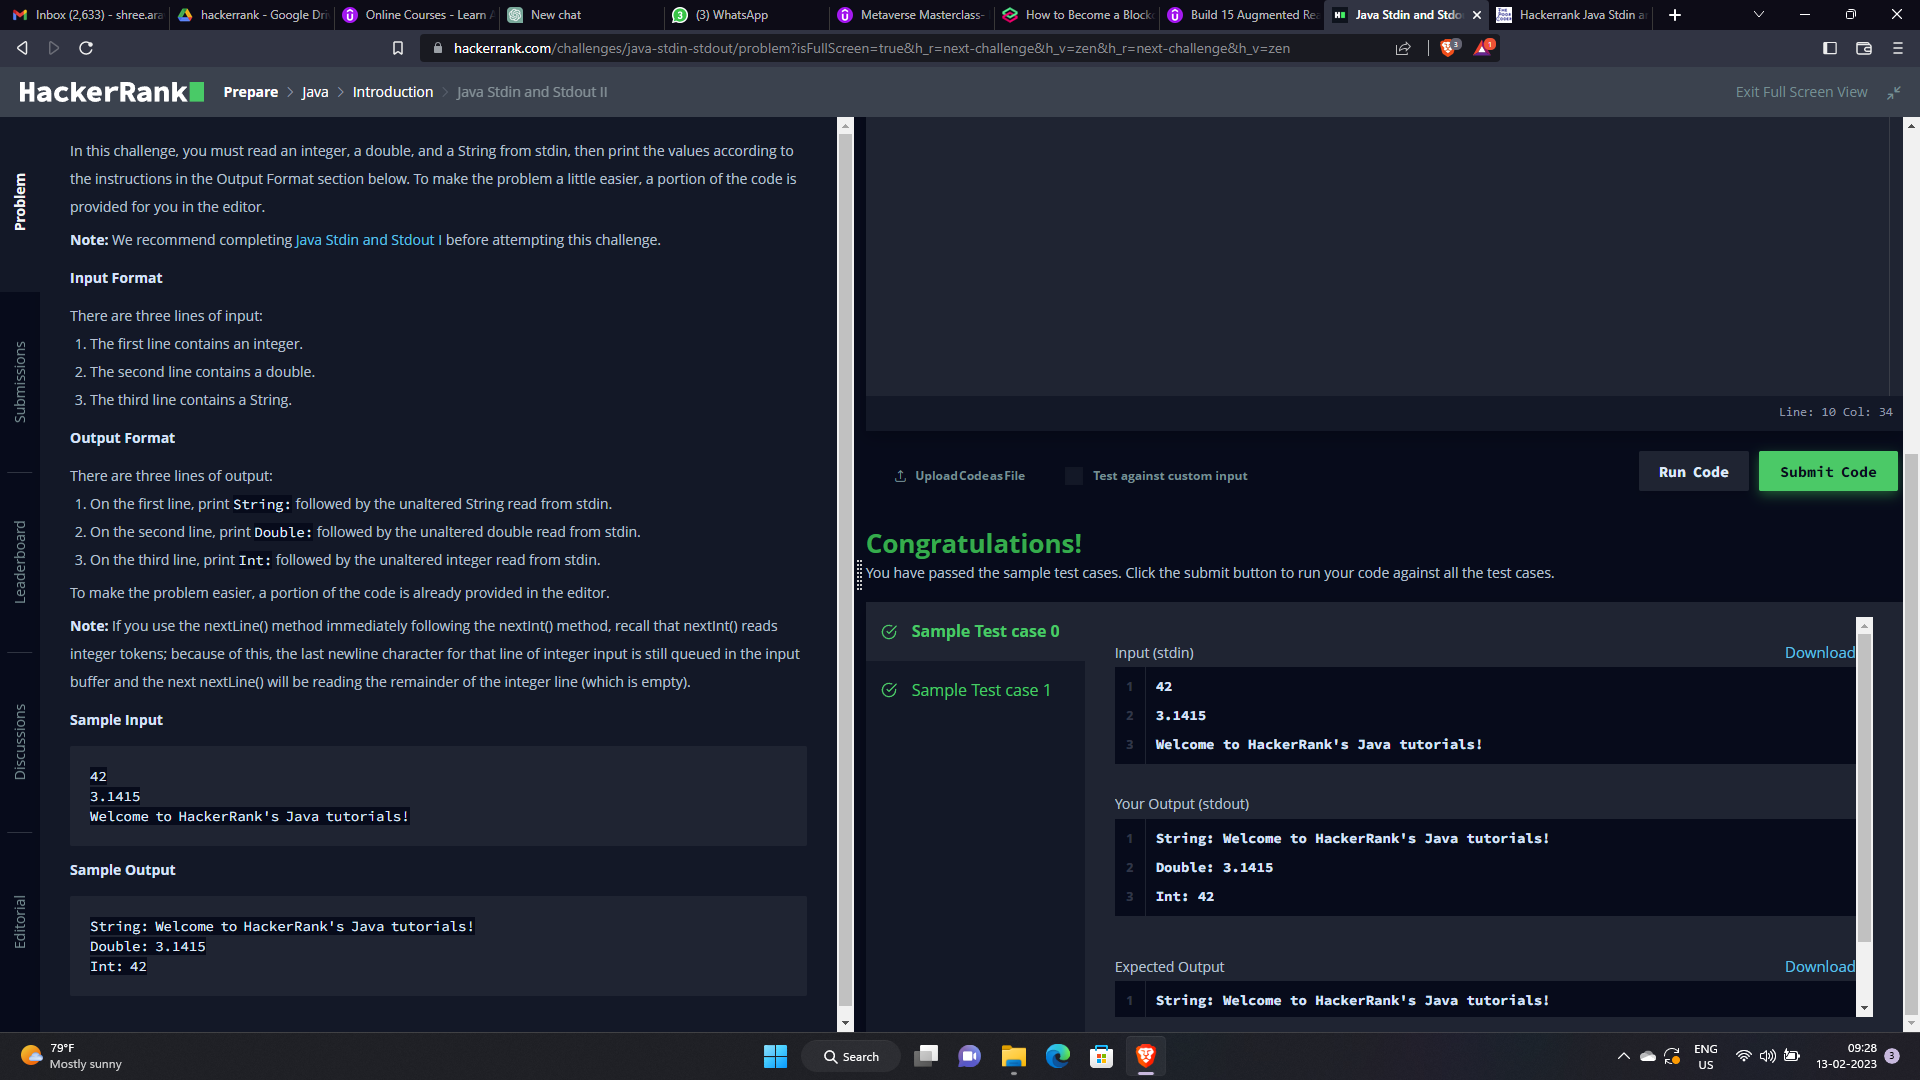 Inbox (2,633) - shree.ara
hackerrank - Google Dri
Online Courses - Learn A
New chat
(3) WhatsApp
Metaverse Masterclass-
How to Become a Blockc
Build 15 Augmented Rea
Java Stdin and Stdo
Hackerrank Java Stdin a
hackerrank.com/challenges/java-stdin-stdout/problem?isFullScreen=true&h_r=next-challenge&h_v=zen&h_r=next-challenge&h_v=zen
3
1
HackerRank
Prepare > Java > Introduction > Java Stdin and Stdout II
Exit Full Screen View
Problem
Submissions
Leaderboard
Discussions
Editorial
In this challenge, you must read an integer, a double, and a String from stdin, then print the values according to
the instructions in the Output Format section below. To make the problem a little easier, a portion of the code is
provided for you in the editor.
Note: We recommend completing Java Stdin and Stdout I before attempting this challenge.
Input Format
There are three lines of input:
1. The first line contains an integer.
2. The second line contains a double.
3. The third line contains a String.
Output Format
There are three lines of output:
1. On the first line, print String: followed by the unaltered String read from stdin.
2. On the second line, print Double: followed by the unaltered double read from stdin.
3. On the third line, print Int: followed by the unaltered integer read from stdin.
To make the problem easier, a portion of the code is already provided in the editor.
Note: If you use the nextLine() method immediately following the nextInt() method, recall that nextInt() reads
integer tokens; because of this, the last newline character for that line of integer input is still queued in the input
buffer and the next nextLine() will be reading the remainder of the integer line (which is empty).
Sample Input
42
3.1415
Welcome to HackerRank's Java tutorials!
Sample Output
String: Welcome to HackerRank's Java tutorials!
Double: 3.1415
Int: 42
Line: 10 Col: 34
Upload Code as File
Test against custom input
Run Code
Submit Code
Congratulations!
You have passed the sample test cases. Click the submit button to run your code against all the test cases.
Sample Test case 0
Sample Test case 1
Input (stdin)
Download
1 42
2 3.1415
3 Welcome to HackerRank's Java tutorials!
Your Output (stdout)
1 String: Welcome to HackerRank's Java tutorials!
2 Double: 3.1415
3 Int: 42
Expected Output
Download
1 String: Welcome to HackerRank's Java tutorials!
79°F
Mostly sunny
Search
ENG
US
09:28
13-02-2023
3